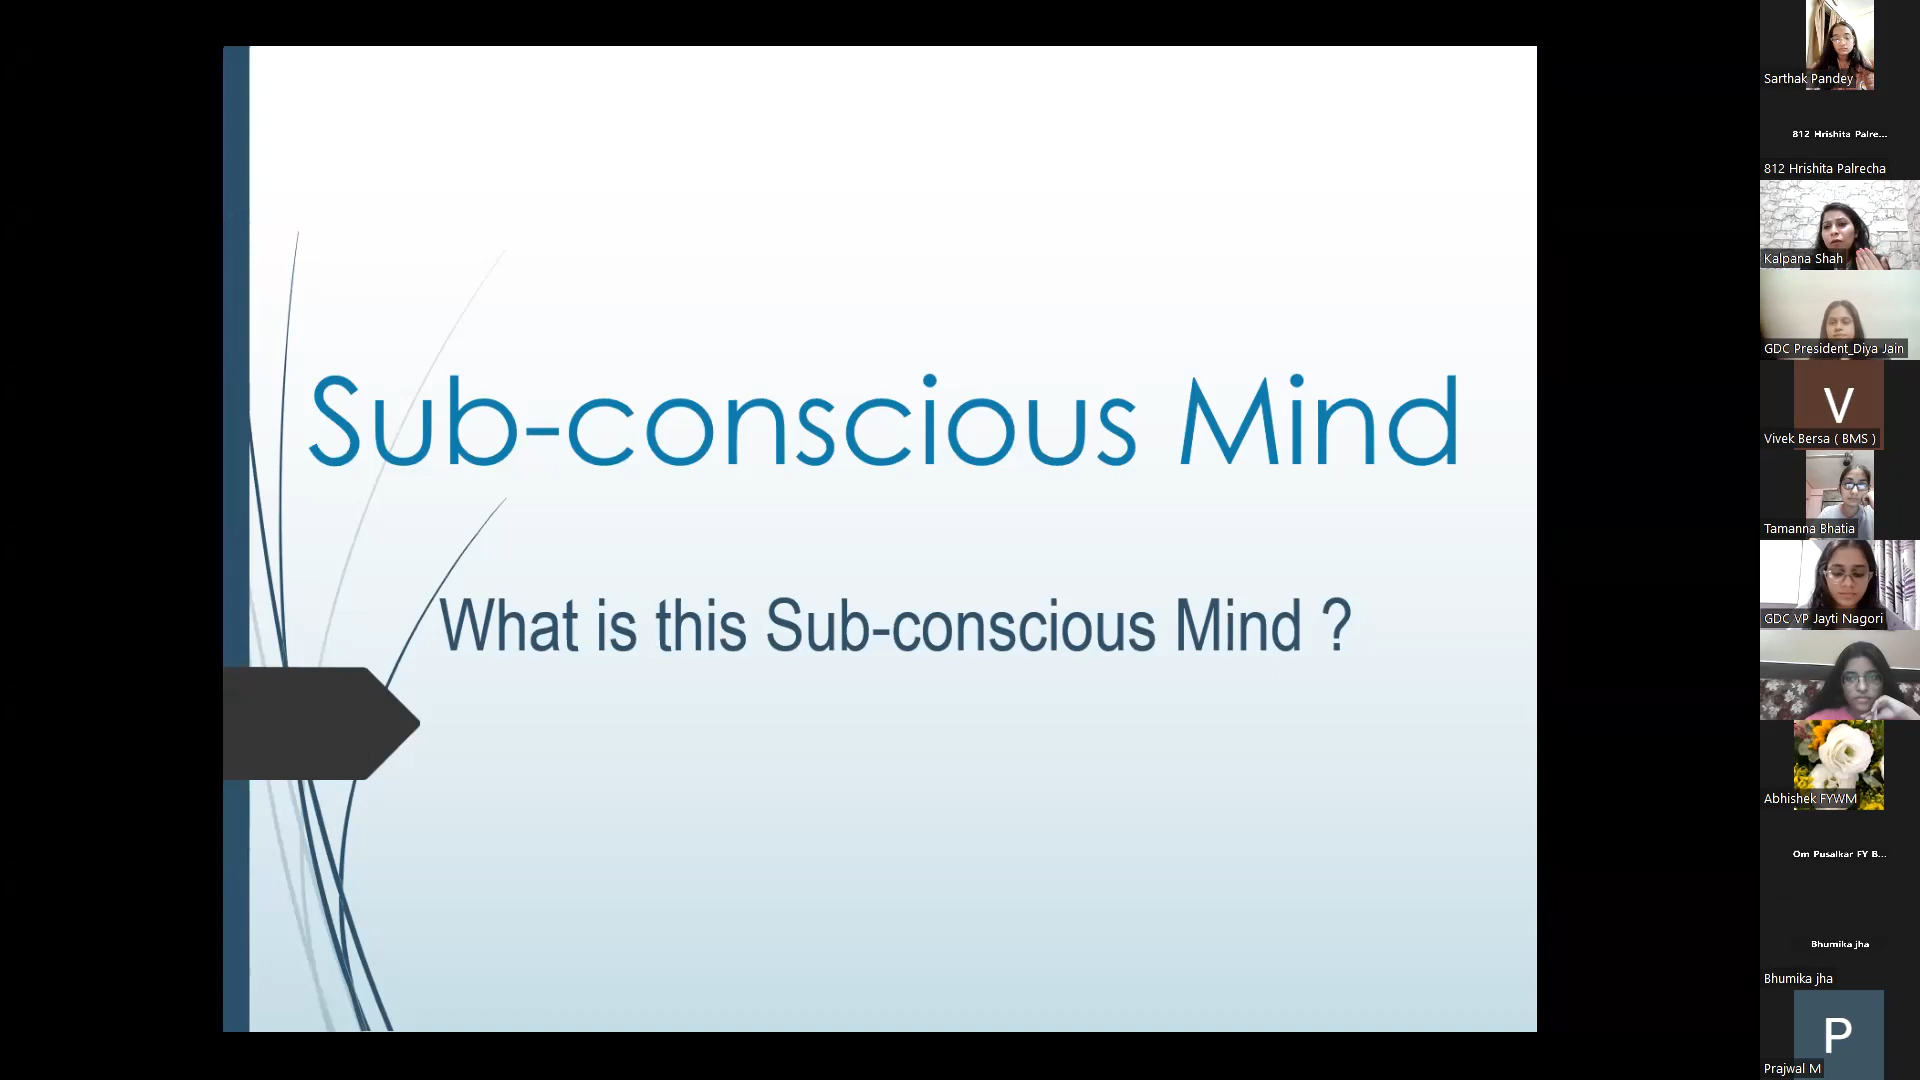 Sub-conscious Mind
What is this Sub-conscious Mind ?
Sarthak Pandey
812 Hrishita Palre...
812 Hrishita Palrecha
Kalpana Shah
GDC President_Diya Jain
V
Vivek Bersa ( BMS )
Tamanna Bhatia
GDC VP Jayti Nagori
Abhishek FYWM
Om Pusalkar FY B...
Bhumika jha
Bhumika jha
P
Prajwal M